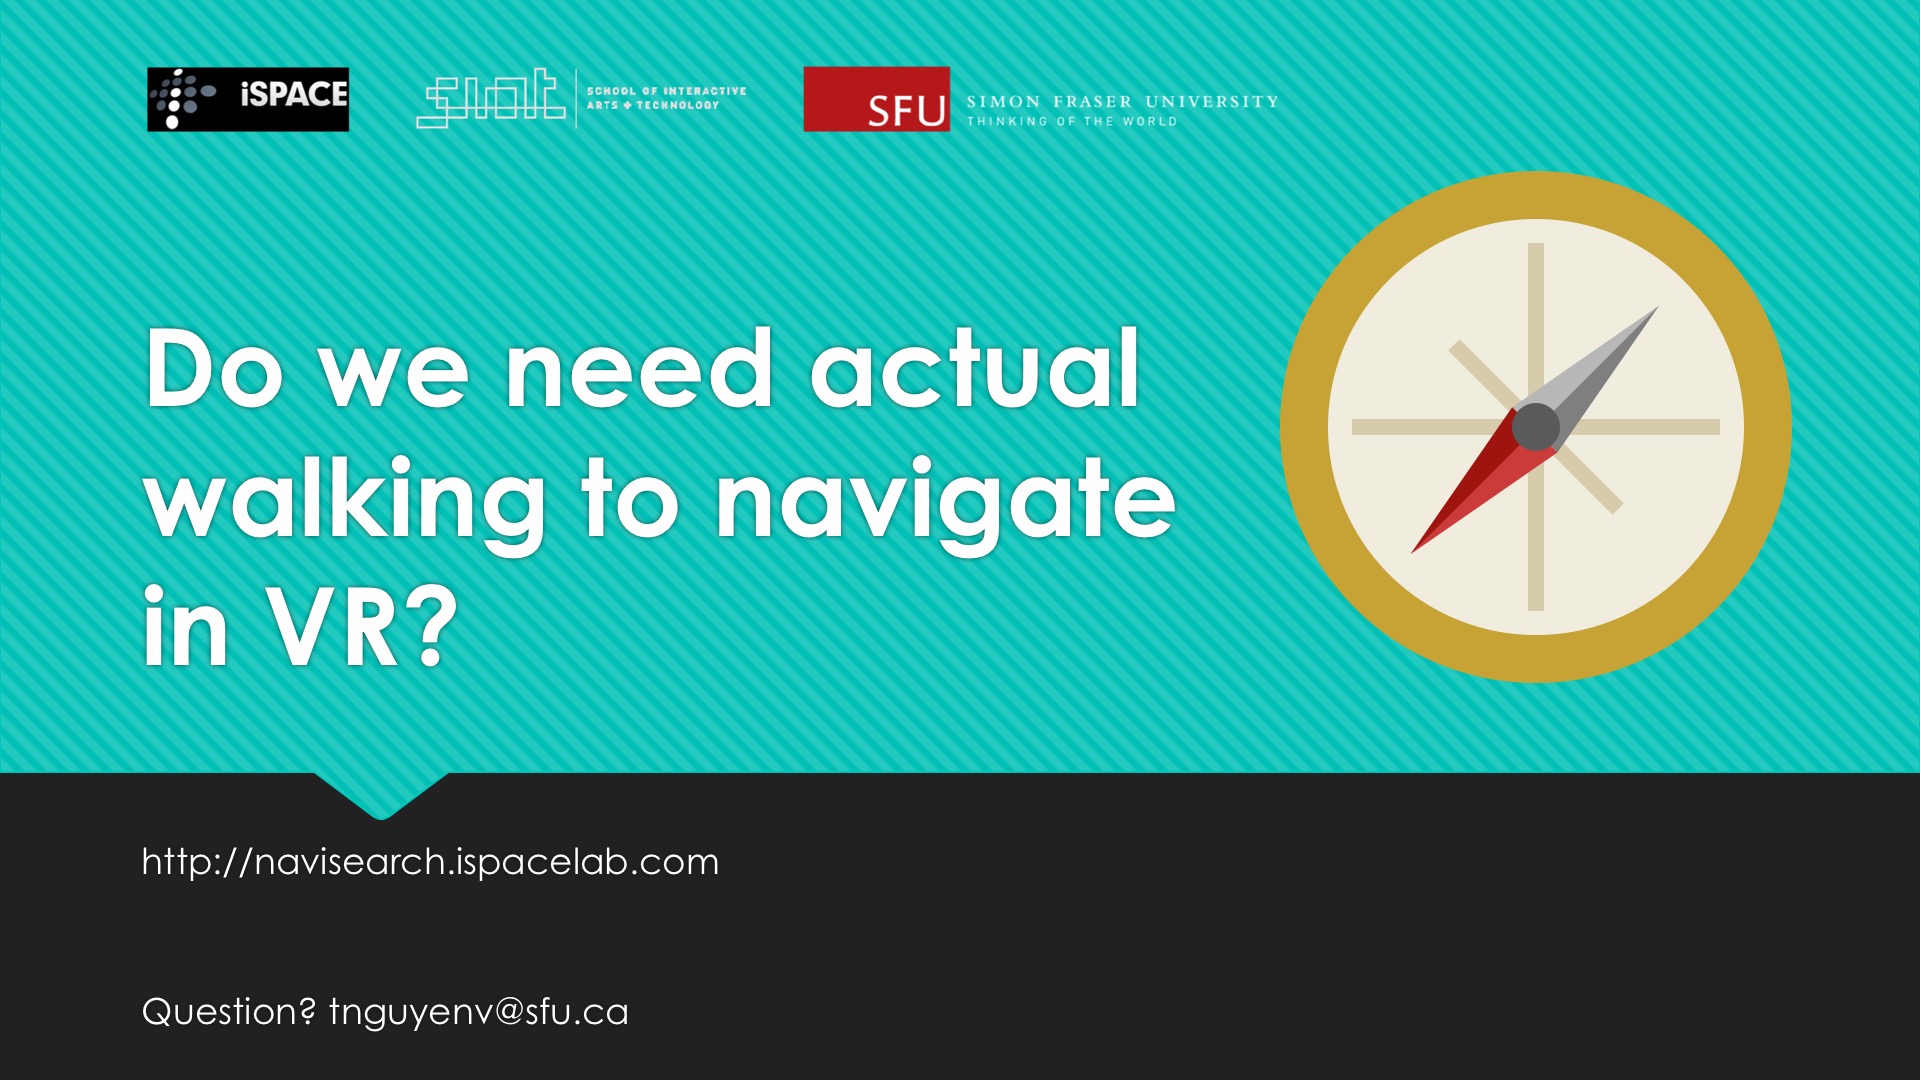 iSPACE
siat
SCHOOL OF INTERACTIVE
ARTS + TECHNOLOGY
SFU
SIMON FRASER UNIVERSITY
THINKING OF THE WORLD
Do we need actual
walking to navigate
in VR?
http://navisearch.ispacelab.com
Question? tnguyenv@sfu.ca